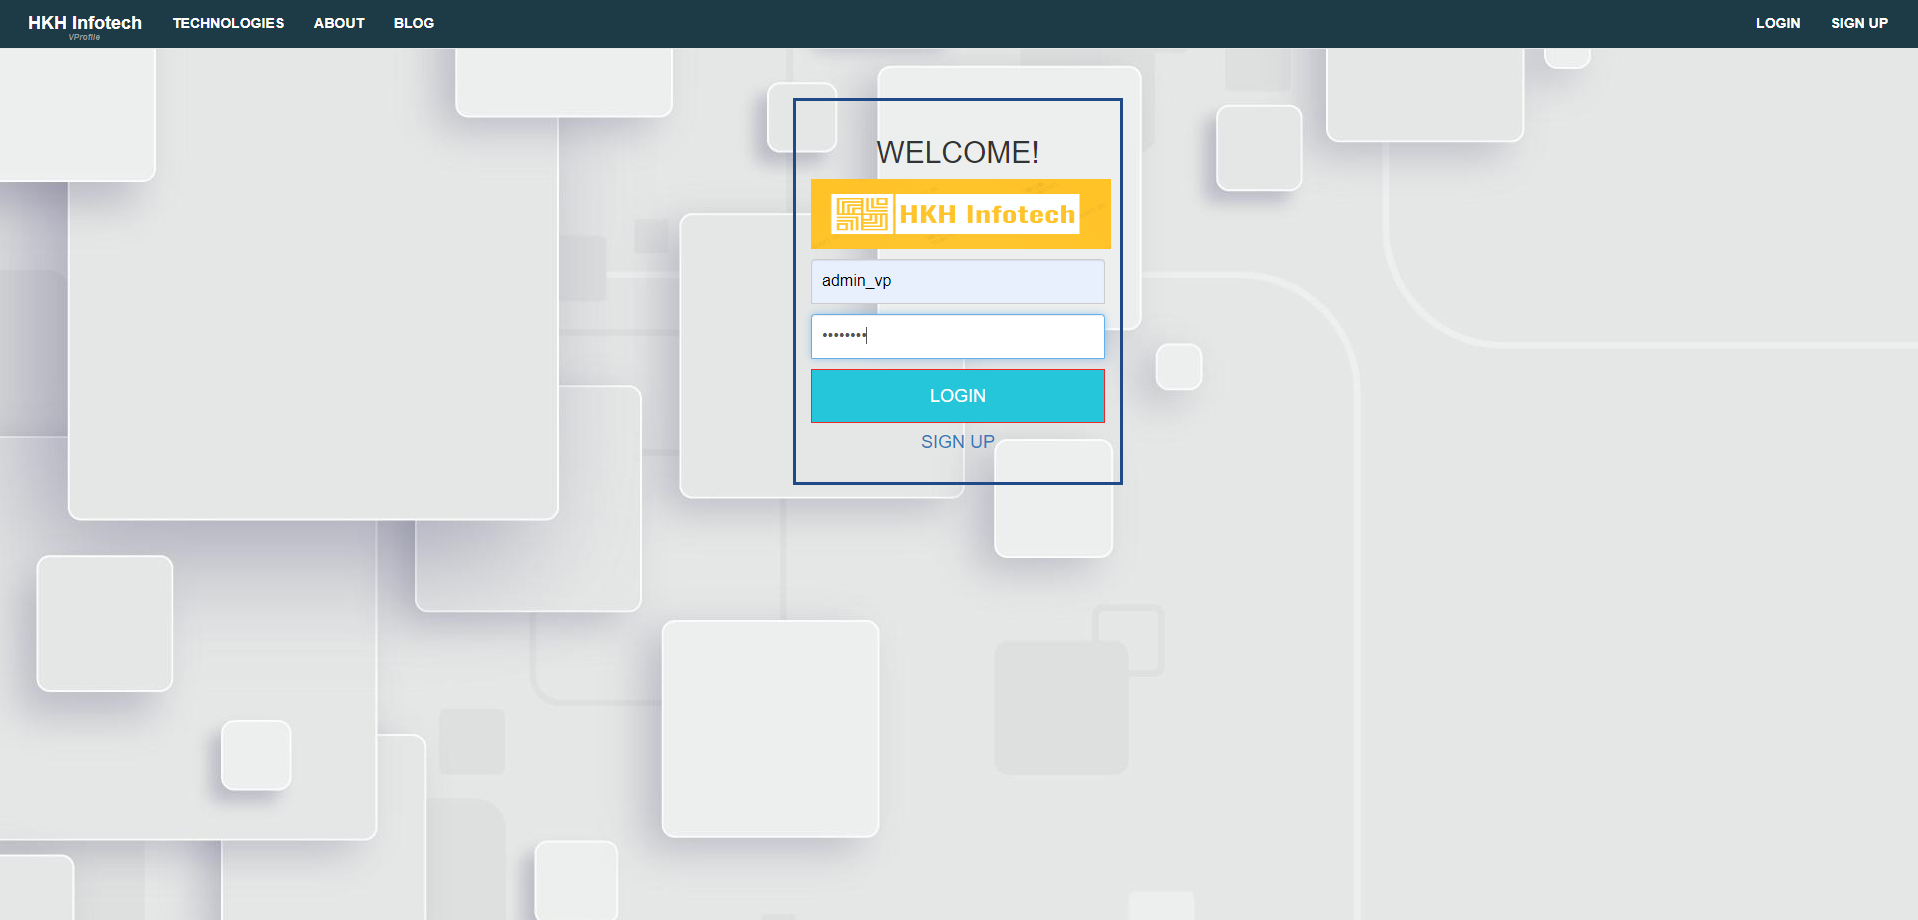 HKH Infotech
VProfile
TECHNOLOGIES
ABOUT
BLOG
LOGIN
SIGN UP
WELCOME!
HKH Infotech
admin_vp
••••••••
LOGIN
SIGN UP